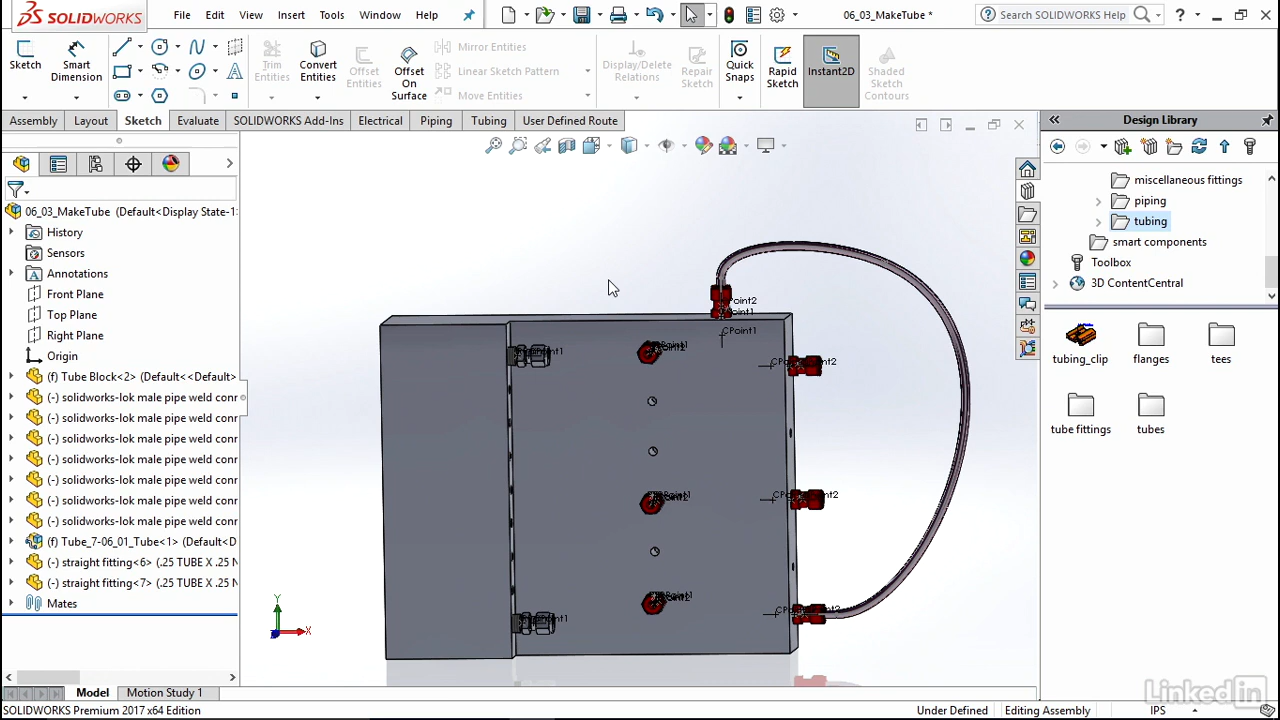 SOLIDWORKS
File Edit View Insert Tools Window Help
06_03_MakeTube *
Search SOLIDWORKS Help
Sketch
Smart Dimension
Trim Entities
Convert Entities
Offset Entities
Offset On Surface
Mirror Entities
Linear Sketch Pattern
Move Entities
Display/Delete Relations
Repair Sketch
Quick Snaps
Rapid Sketch
Instant2D
Shaded Sketch Contours
Assembly Layout Sketch Evaluate SOLIDWORKS Add-Ins Electrical Piping Tubing User Defined Route
Design Library
06_03_MakeTube (Default<Display State-1
History
Sensors
Annotations
Front Plane
Top Plane
Right Plane
Origin
(f) Tube Block<2> (Default<<Default>
(-) solidworks-lok male pipe weld conr
(-) solidworks-lok male pipe weld conr
(-) solidworks-lok male pipe weld conr
(-) solidworks-lok male pipe weld conr
(-) solidworks-lok male pipe weld conr
(-) solidworks-lok male pipe weld conr
(-) solidworks-lok male pipe weld conr
(f) Tube_7-06_01_Tube<1> (Default<D
(-) straight fitting<6> (.25 TUBE X .25 N
(-) straight fitting<7> (.25 TUBE X .25 N
Mates
CPoint1
Y
X
miscellaneous fittings
piping
tubing
smart components
Toolbox
3D ContentCentral
tubing_clip
flanges
tees
tube fittings
tubes
Model Motion Study 1
SOLIDWORKS Premium 2017 x64 Edition
Under Defined Editing Assembly IPS
LinkedIn